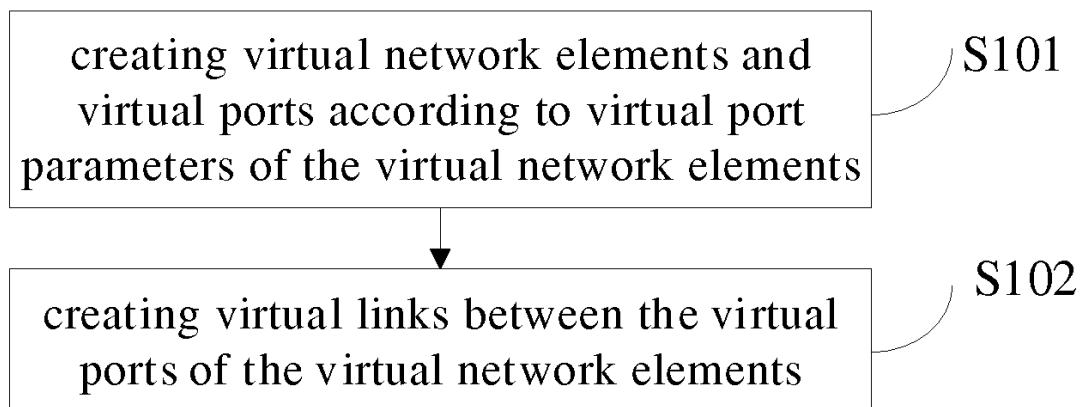 creating virtual network elements and
virtual ports according to virtual port
parameters of the virtual network elements
S101
creating virtual links between the virtual
ports of the virtual network elements
S102